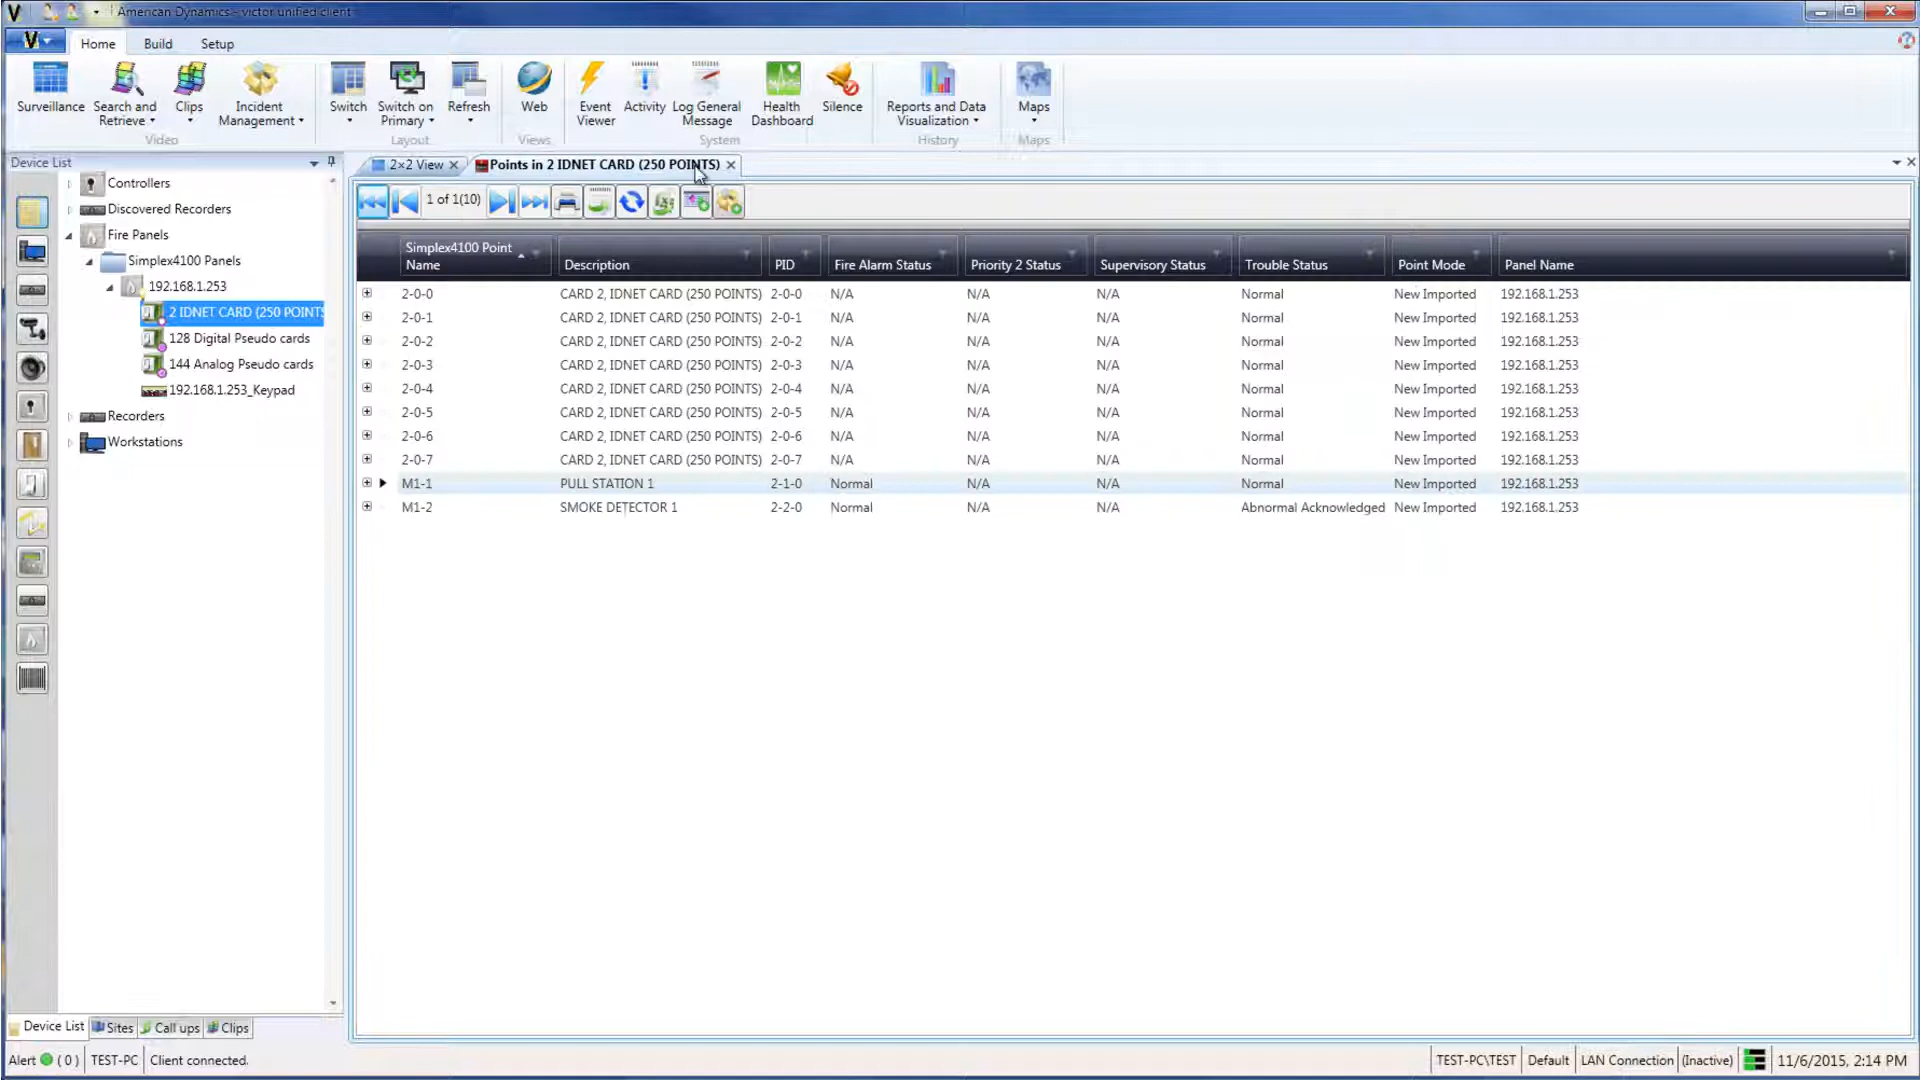 American Dynamics - victor unified client
Home Build Setup
Surveillance Search and Retrieve Clips Incident Management Switch Switch on Primary Refresh Web Event Viewer Activity Log General Message Health Dashboard Silence Reports and Data Visualization Maps
Video Layout Views System History Maps
Device List
Controllers
Discovered Recorders
Fire Panels
Simplex4100 Panels
192.168.1.253
2 IDNET CARD (250 POINTS
128 Digital Pseudo cards
144 Analog Pseudo cards
192.168.1.253_Keypad
Recorders
Workstations
2×2 View Points in 2 IDNET CARD (250 POINTS)
1 of 1(10)
Simplex4100 Point Name Description PID Fire Alarm Status Priority 2 Status Supervisory Status Trouble Status Point Mode Panel Name
2-0-0 CARD 2, IDNET CARD (250 POINTS) 2-0-0 N/A N/A N/A Normal New Imported 192.168.1.253
2-0-1 CARD 2, IDNET CARD (250 POINTS) 2-0-1 N/A N/A N/A Normal New Imported 192.168.1.253
2-0-2 CARD 2, IDNET CARD (250 POINTS) 2-0-2 N/A N/A N/A Normal New Imported 192.168.1.253
2-0-3 CARD 2, IDNET CARD (250 POINTS) 2-0-3 N/A N/A N/A Normal New Imported 192.168.1.253
2-0-4 CARD 2, IDNET CARD (250 POINTS) 2-0-4 N/A N/A N/A Normal New Imported 192.168.1.253
2-0-5 CARD 2, IDNET CARD (250 POINTS) 2-0-5 N/A N/A N/A Normal New Imported 192.168.1.253
2-0-6 CARD 2, IDNET CARD (250 POINTS) 2-0-6 N/A N/A N/A Normal New Imported 192.168.1.253
2-0-7 CARD 2, IDNET CARD (250 POINTS) 2-0-7 N/A N/A N/A Normal New Imported 192.168.1.253
M1-1 PULL STATION 1 2-1-0 Normal N/A N/A Normal New Imported 192.168.1.253
M1-2 SMOKE DETECTOR 1 2-2-0 Normal N/A N/A Abnormal Acknowledged New Imported 192.168.1.253
Device List Sites Call ups Clips
Alert ( 0 ) TEST-PC Client connected. TEST-PC\TEST Default LAN Connection (Inactive) 11/6/2015, 2:14 PM